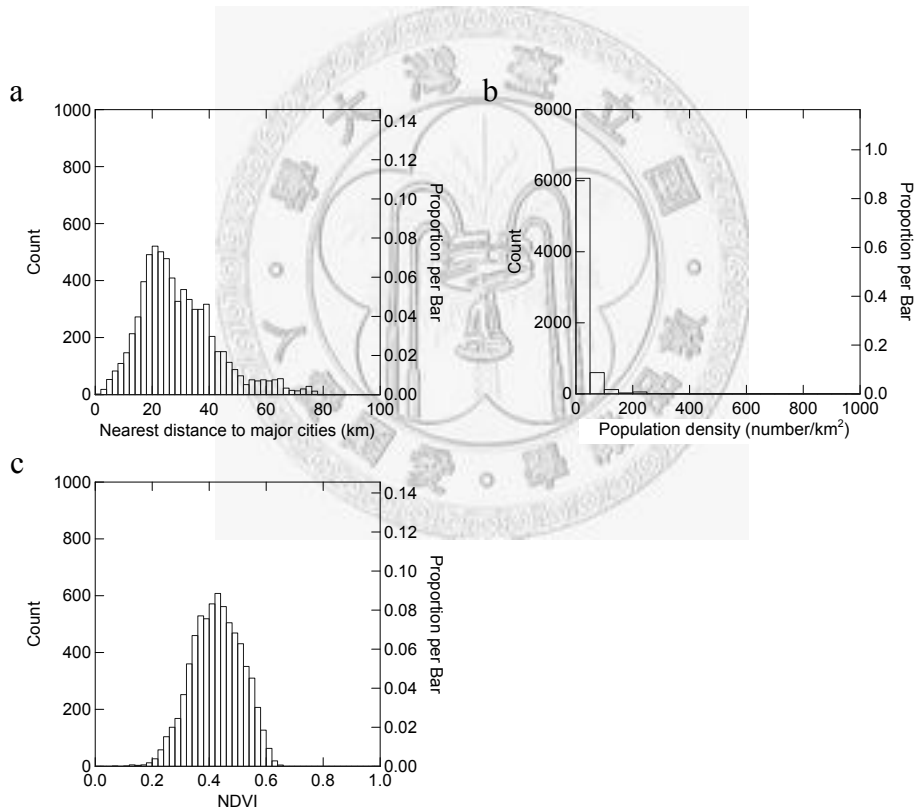 a
1000
800
600
400
200
0
Count
0.14
0.12
0.10
0.08
0.06
0.04
0.02
0.00
Proportion per Bar
0 20 40 60 80 100
Nearest distance to major cities (km)
b
8000
6000
4000
2000
0
Count
1.0
0.8
0.6
0.4
0.2
0.0
Proportion per Bar
0 200 400 600 800 1000
Population density (number/km²)
c
1000
800
600
400
200
0
Count
0.14
0.12
0.10
0.08
0.06
0.04
0.02
0.00
Proportion per Bar
0.0 0.2 0.4 0.6 0.8 1.0
NDVI